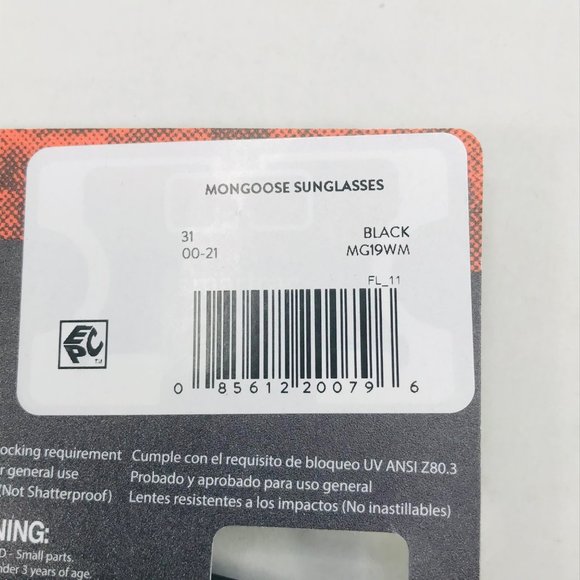 MONGOOSE SUNGLASSES
31 BLACK
00-21 MG19WM
FL_11
EPC TM
0 85612 20079 6
ocking requirement Cumple con el requisito de bloqueo UV ANSI Z80.3
r general use Probado y aprobado para uso general
(Not Shatterproof) Lentes resistentes a los impactos (No inastillables)
NING:
D - Small parts.
nder 3 years of age.